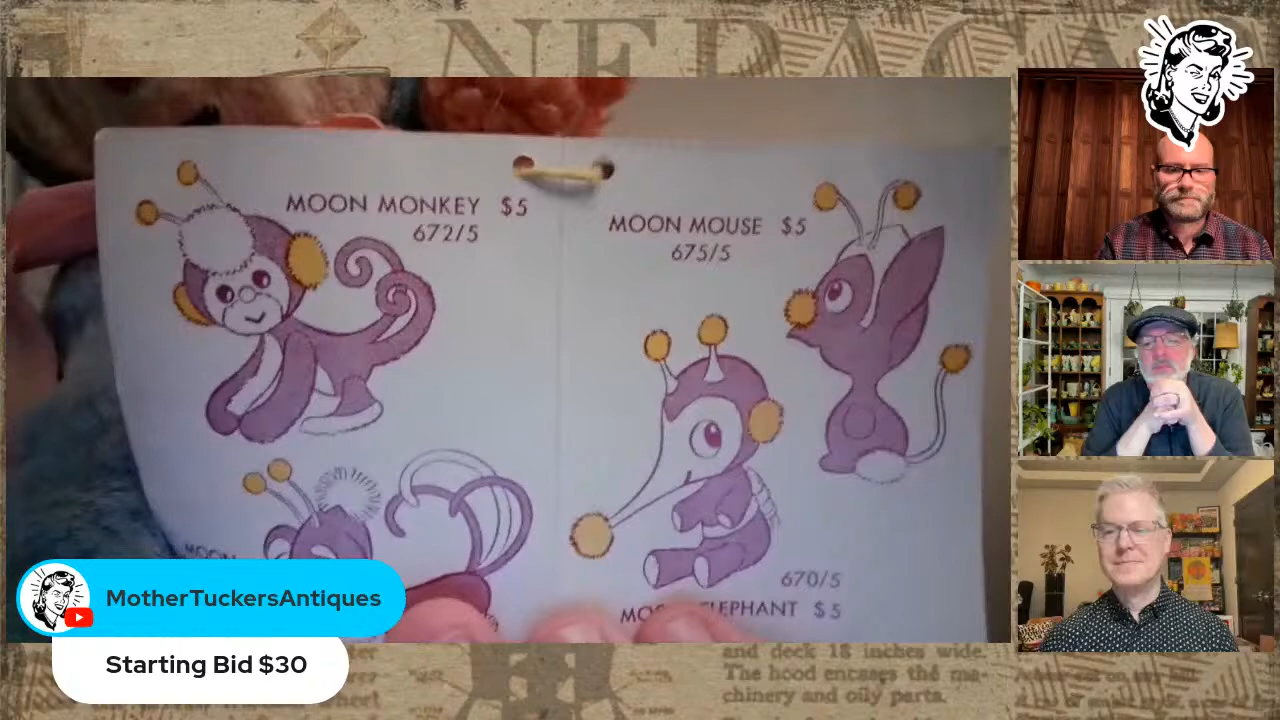 MOON MONKEY $5
672/5
MOON MOUSE $5
675/5
MOON
670/5
ELEPHANT $5
MotherTuckersAntiques
Starting Bid $30
and deck 18 inches wide.
The hood encases the ma-
chinery and oily parts.